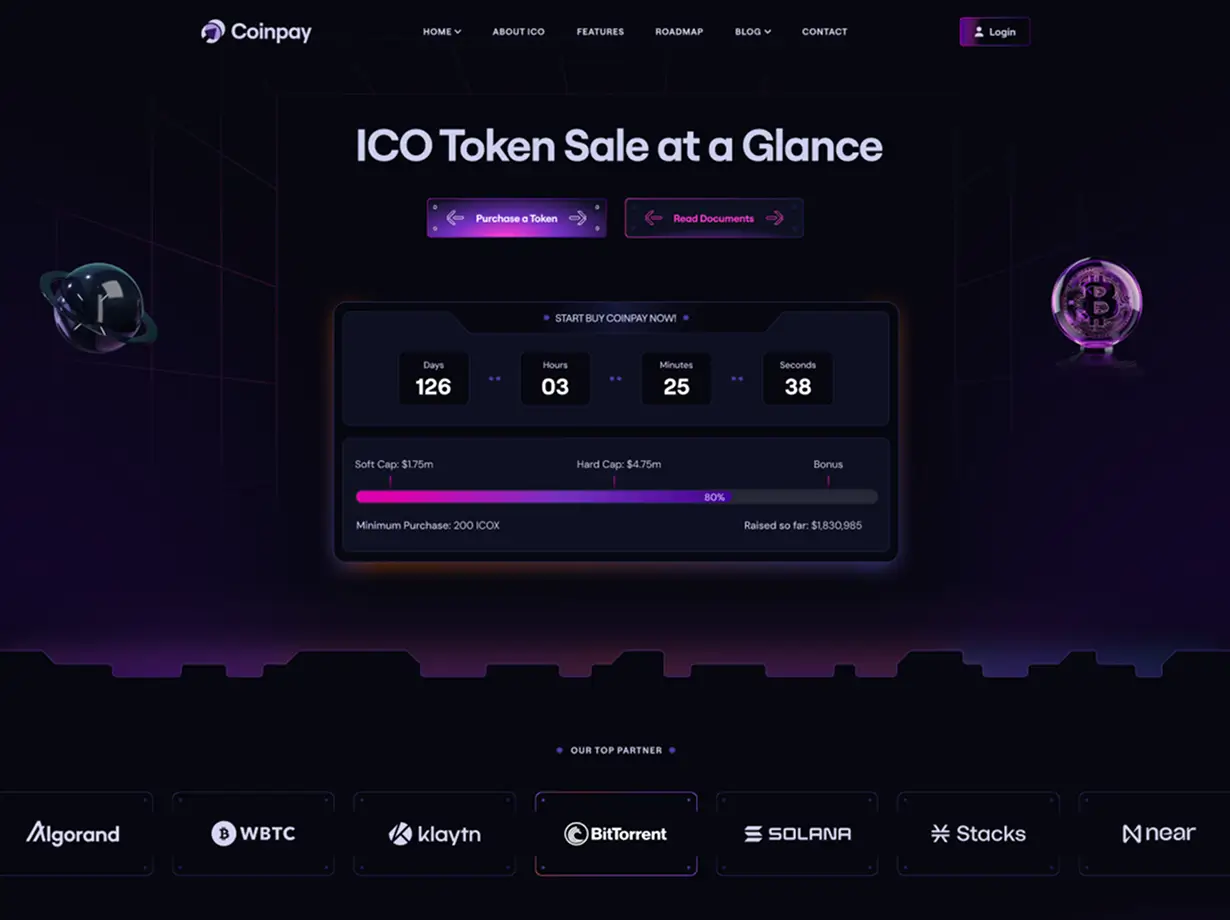 Coinpay
HOME ABOUT ICO FEATURES ROADMAP BLOG CONTACT
Login
ICO Token Sale at a Glance
Purchase a Token
Read Documents
START BUY COINPAY NOW!
Days Hours Minutes Seconds
126 03 25 38
Soft Cap: $1.75m Hard Cap: $4.75m Bonus
80%
Minimum Purchase: 200 ICOX Raised so far: $1,830,985
OUR TOP PARTNER
Algorand WBTC klaytn BitTorrent SOLANA Stacks near